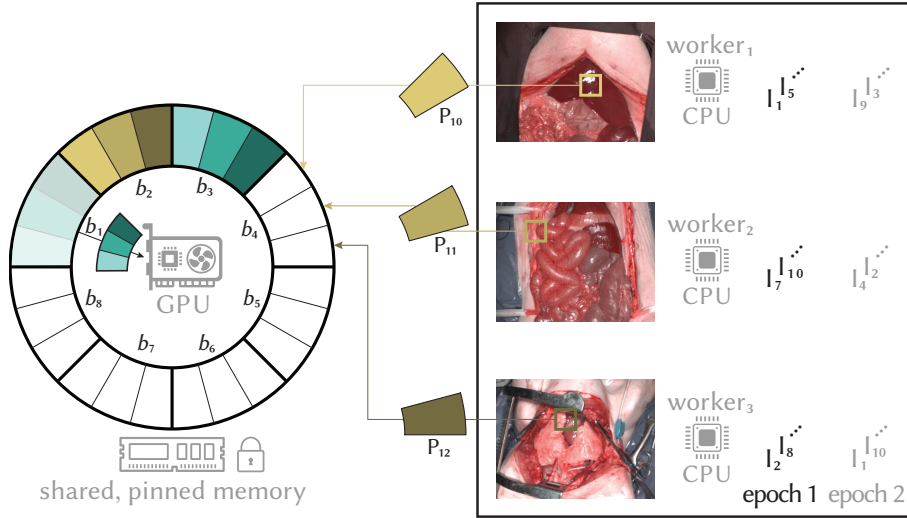 worker₁
CPU
I₁ I₅ ⋰
I₉ I₃ ⋰
P₁₀
b₂
b₃
b₁
b₄
GPU
b₈
b₅
b₇
b₆
P₁₁
worker₂
CPU
I₇ I₁₀ ⋰
I₄ I₂ ⋰
P₁₂
worker₃
CPU
I₂ I₈ ⋰
I₁ I₁₀ ⋰
epoch 1 epoch 2
shared, pinned memory